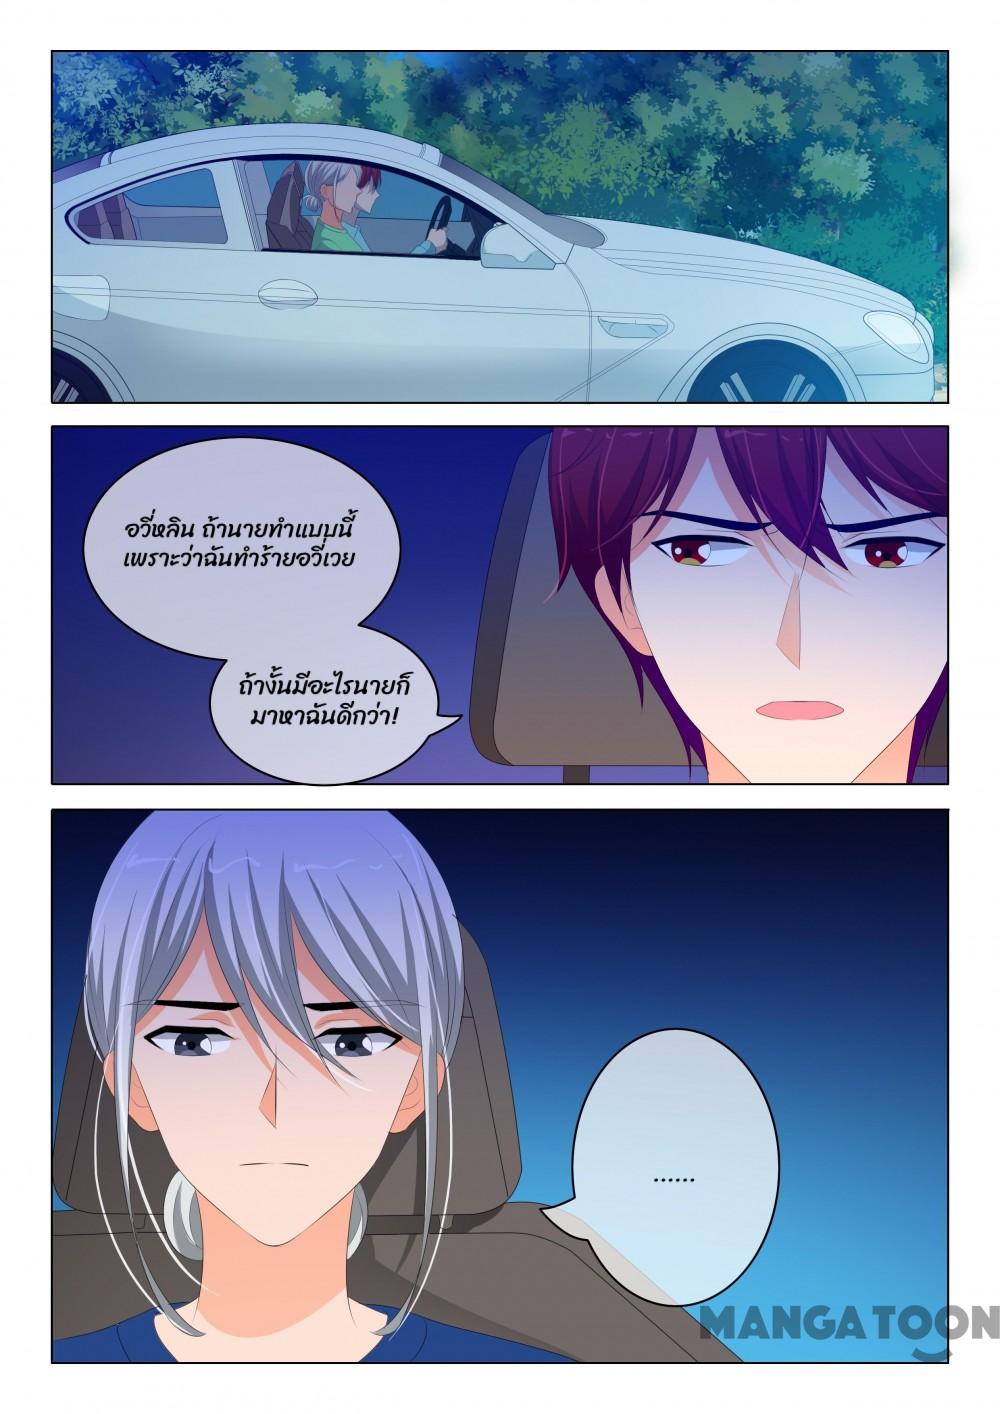 อวี่หลิน ถ้านายทำแบบนี้
เพราะว่าฉันทำร้ายอวี่เวย
ถ้างั้นมีอะไรนายก็
มาหาฉันดีกว่า!
......
MANGATOON